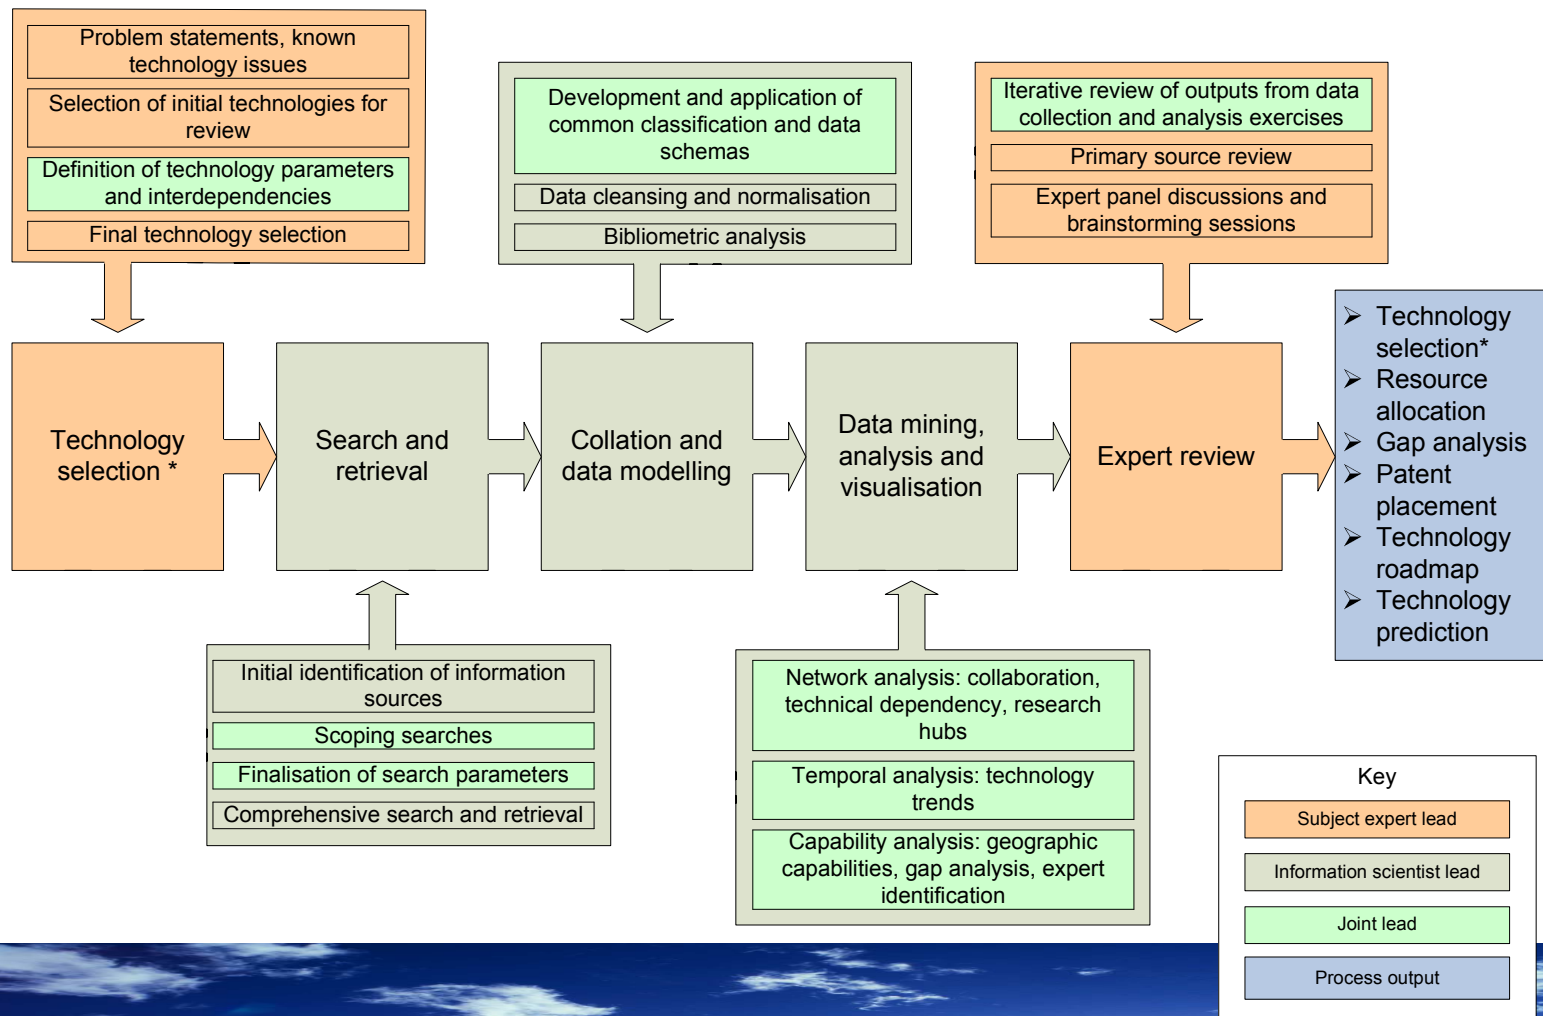 Problem statements, known
technology issues
Selection of initial technologies for
review
Definition of technology parameters
and interdependencies
Final technology selection
Development and application of
common classification and data
schemas
Data cleansing and normalisation
Bibliometric analysis
Iterative review of outputs from data
collection and analysis exercises
Primary source review
Expert panel discussions and
brainstorming sessions
Technology
selection *
Search and
retrieval
Collation and
data modelling
Data mining,
analysis and
visualisation
Expert review
➢ Technology
selection*
➢ Resource
allocation
➢ Gap analysis
➢ Patent
placement
➢ Technology
roadmap
➢ Technology
prediction
Initial identification of information
sources
Scoping searches
Finalisation of search parameters
Comprehensive search and retrieval
Network analysis: collaboration,
technical dependency, research
hubs
Temporal analysis: technology
trends
Capability analysis: geographic
capabilities, gap analysis, expert
identification
Key
Subject expert lead
Information scientist lead
Joint lead
Process output